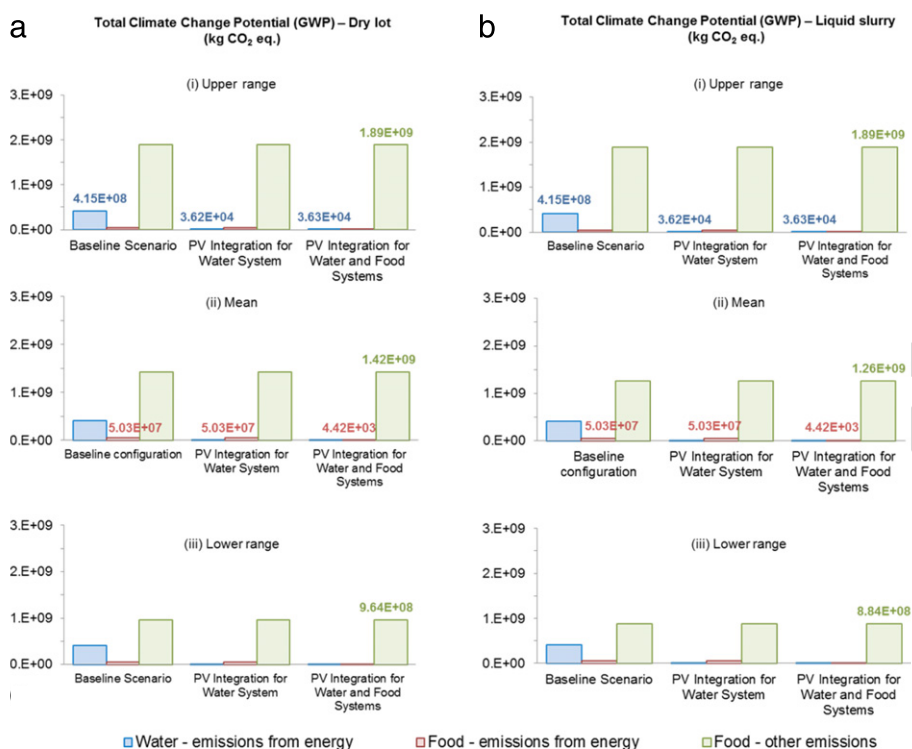 a
Total Climate Change Potential (GWP) – Dry lot
(kg CO2 eq.)
(i) Upper range
3.E+09
2.E+09
1.E+09
0.E+00
4.15E+08
3.62E+04
3.63E+04
1.89E+09
Baseline Scenario
PV Integration for
Water System
PV Integration for
Water and Food
Systems
(ii) Mean
3.E+09
2.E+09
1.E+09
0.E+00
5.03E+07
5.03E+07
4.42E+03
1.42E+09
Baseline configuration
PV Integration for
Water System
PV Integration for
Water and Food
Systems
(iii) Lower range
3.E+09
2.E+09
1.E+09
0.E+00
9.64E+08
Baseline Scenario
PV Integration for
Water System
PV Integration for
Water and Food
Systems
b
Total Climate Change Potential (GWP) – Liquid slurry
(kg CO2 eq.)
(i) Upper range
3.E+09
2.E+09
1.E+09
0.E+00
4.15E+08
3.62E+04
3.63E+04
1.89E+09
Baseline Scenario
PV Integration for
Water System
PV Integration for
Water and Food
Systems
(ii) Mean
3.E+09
2.E+09
1.E+09
0.E+00
5.03E+07
5.03E+07
4.42E+03
1.26E+09
Baseline
configuration
PV Integration for
Water System
PV Integration for
Water and Food
Systems
(iii) Lower range
3.E+09
2.E+09
1.E+09
0.E+00
8.84E+08
Baseline Scenario
PV Integration for
Water System
PV Integration for
Water and Food
Systems
Water - emissions from energy
Food - emissions from energy
Food - other emissions